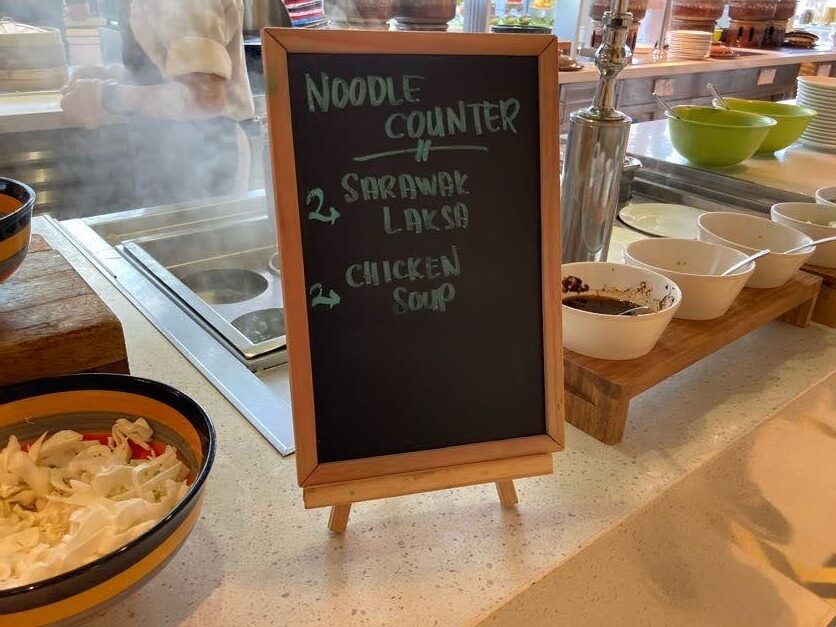 NOODLE
COUNTER
SARAWAK
LAKSA
CHICKEN
SOUP